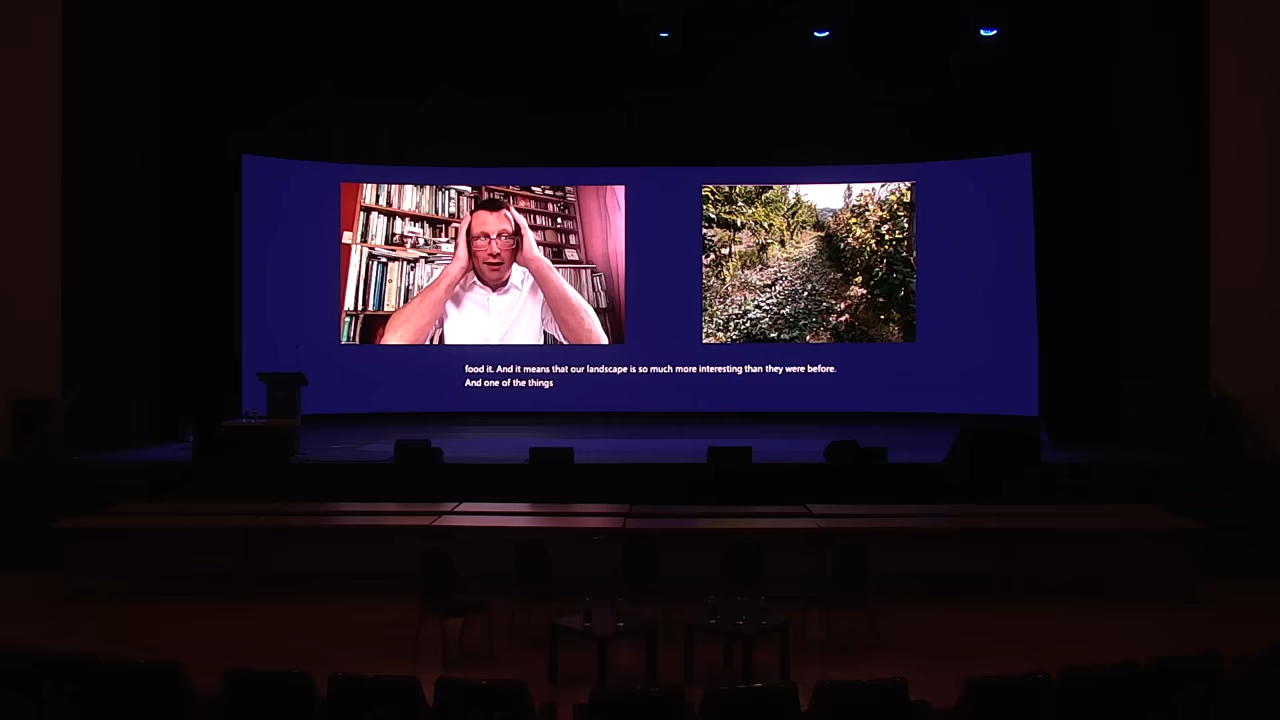 food it. And it means that our landscape is so much more interesting than they were before.
And one of the things